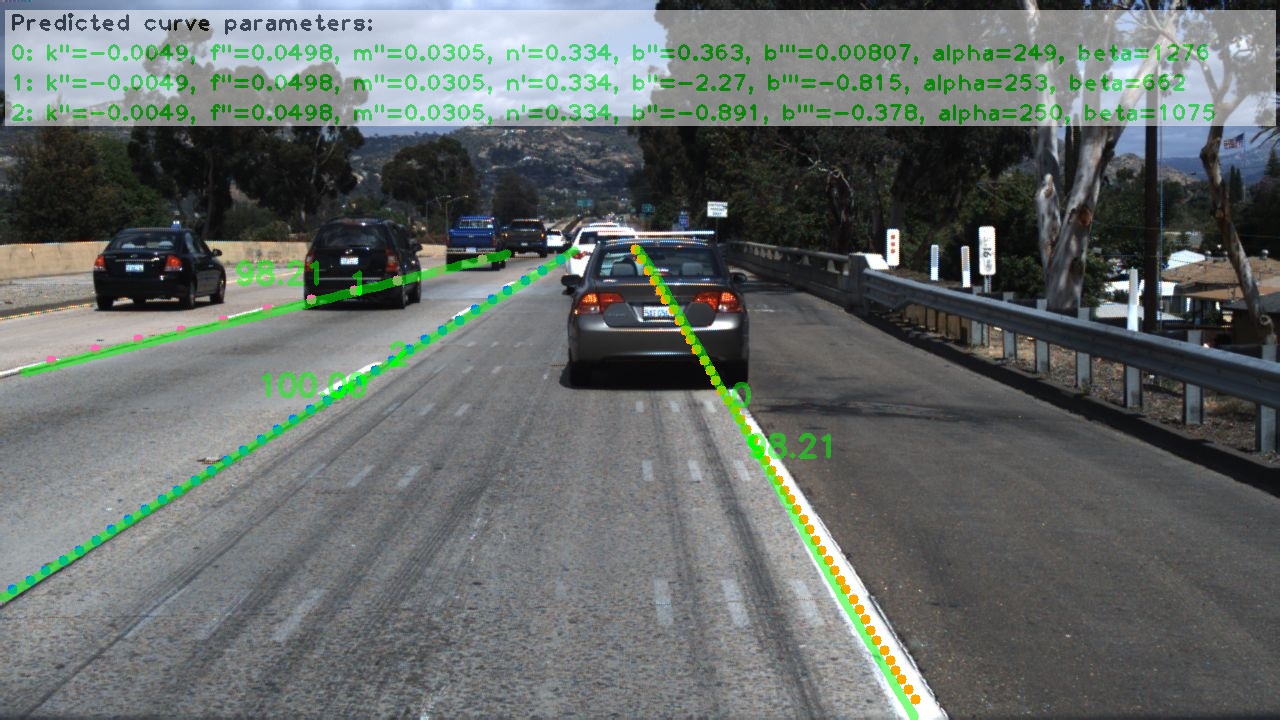 Predicted curve parameters:
0: k''=-0.0049, f''=0.0498, m''=0.0305, n'=0.334, b''=0.363, b'''=0.00807, alpha=249, beta=1276
1: k''=-0.0049, f''=0.0498, m''=0.0305, n'=0.334, b''=-2.27, b'''=-0.815, alpha=253, beta=662
2: k''=-0.0049, f''=0.0498, m''=0.0305, n'=0.334, b''=-0.891, b'''=-0.378, alpha=250, beta=1075
98.21
1
2
100.00
0
98.21